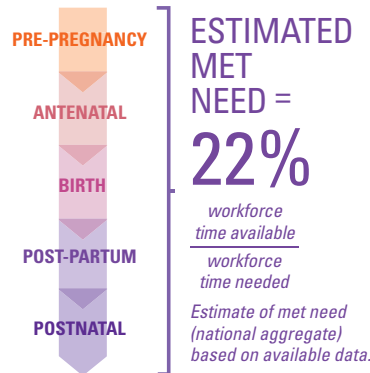 PRE-PREGNANCY
ANTENATAL
BIRTH
POST-PARTUM
POSTNATAL
ESTIMATED
MET
NEED =
22%
workforce
time available
workforce
time needed
Estimate of met need
(national aggregate)
based on available data.